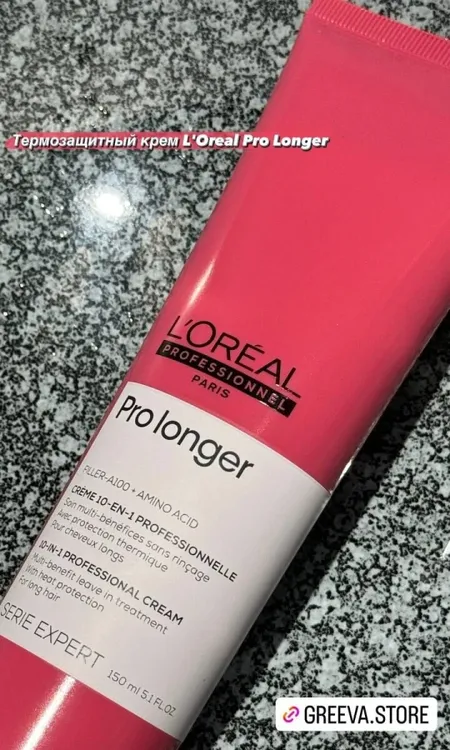 Термозащитный крем L'Oreal Pro Longer
L'ORÉAL
PROFESSIONNEL
PARIS
Pro longer
FILLER-A100 + AMINO ACID
CRÈME 10-EN-1 PROFESSIONNELLE
Soin multi-bénéfices sans rinçage
Avec protection thermique
Pour cheveux longs
10-IN-1 PROFESSIONAL CREAM
Multi-benefit leave in treatment
With heat protection
For long hair
SERIE EXPERT
150 ml 5.1 FL.OZ
GREEVA.STORE